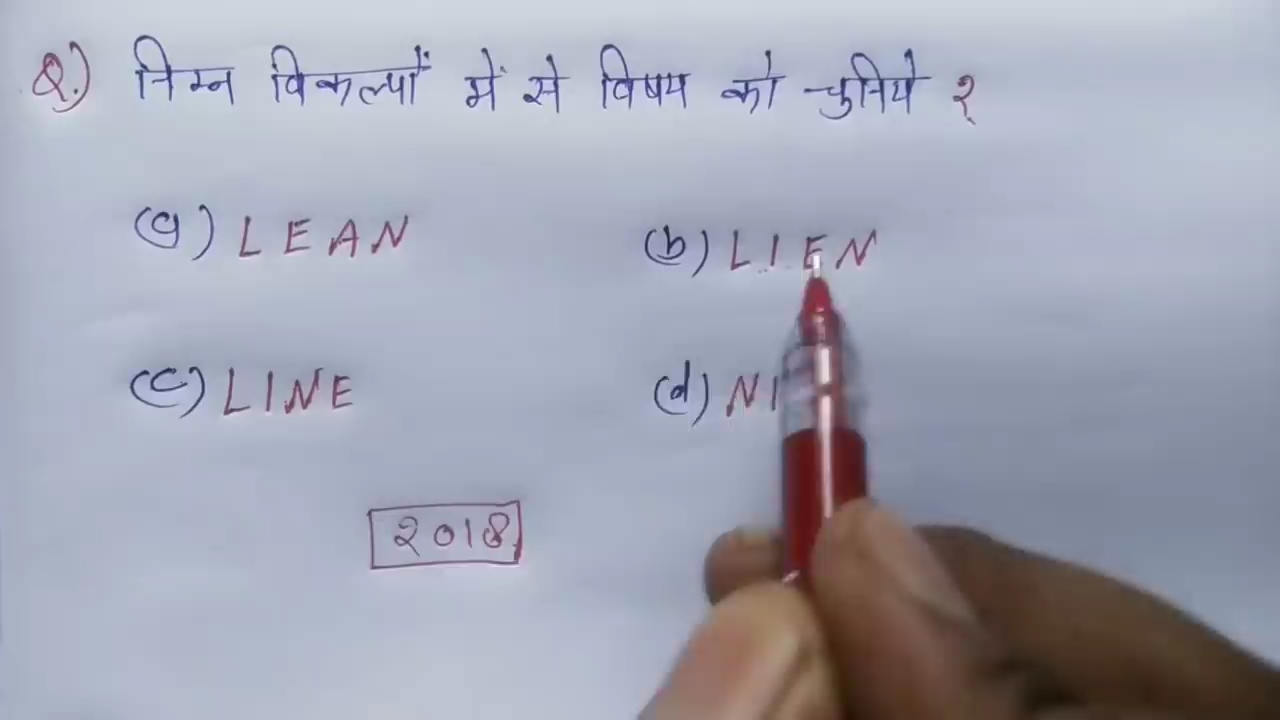 Q.) निम्न विकल्पों में से विषम को चुनिये ?
(a) LEAN (b) LIEN
(c) LINE (d) NI
2018